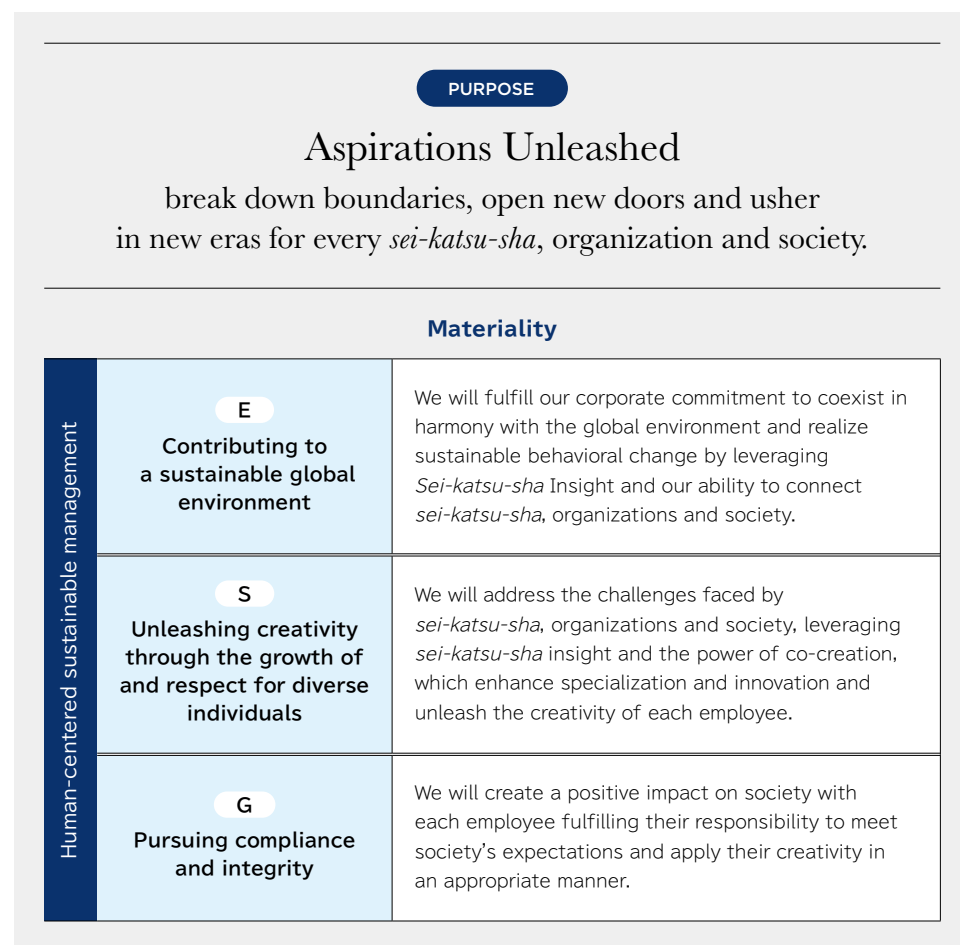 PURPOSE
Aspirations Unleashed
break down boundaries, open new doors and usher
in new eras for every sei-katsu-sha, organization and society.
Materiality
Human-centered sustainable management
E
Contributing to
a sustainable global
environment
We will fulfill our corporate commitment to coexist in
harmony with the global environment and realize
sustainable behavioral change by leveraging
Sei-katsu-sha Insight and our ability to connect
sei-katsu-sha, organizations and society.
S
Unleashing creativity
through the growth of
and respect for diverse
individuals
We will address the challenges faced by
sei-katsu-sha, organizations and society, leveraging
sei-katsu-sha insight and the power of co-creation,
which enhance specialization and innovation and
unleash the creativity of each employee.
G
Pursuing compliance
and integrity
We will create a positive impact on society with
each employee fulfilling their responsibility to meet
society's expectations and apply their creativity in
an appropriate manner.